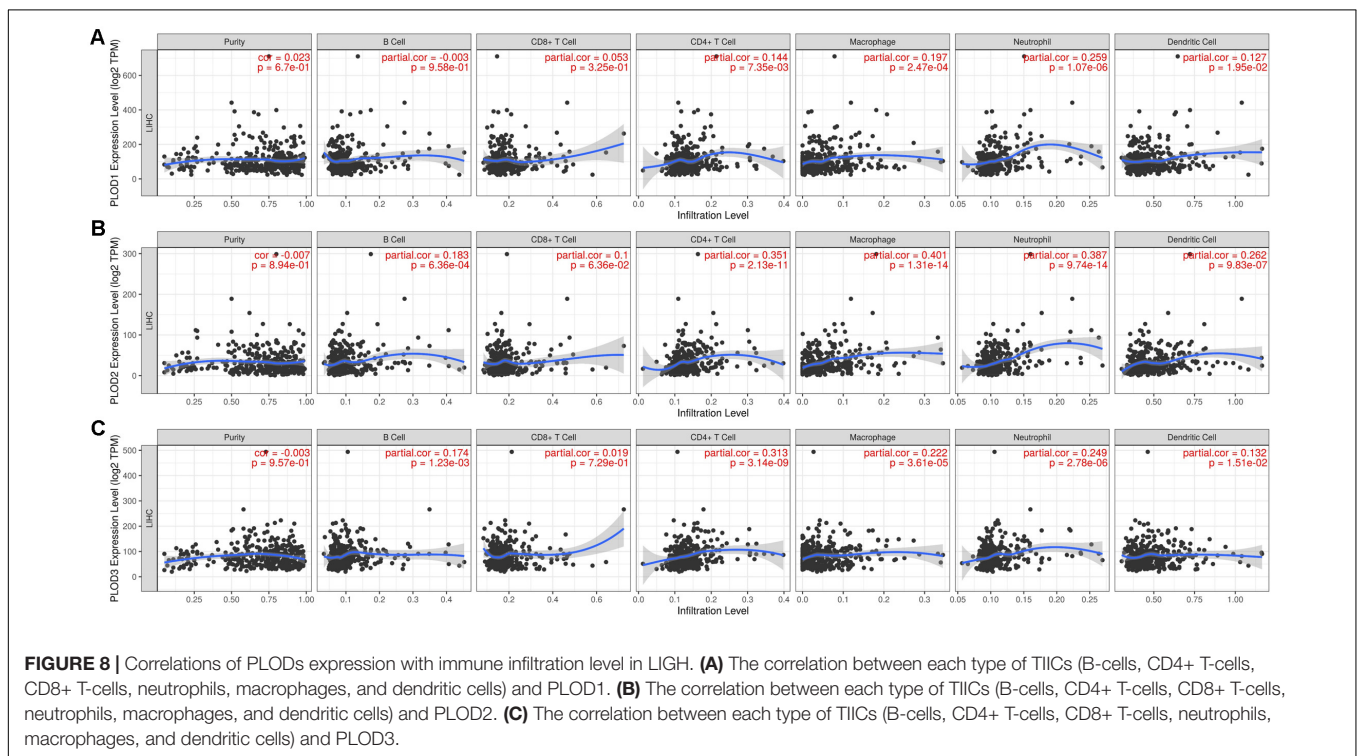 A
Purity B Cell CD8+ T Cell CD4+ T Cell Macrophage Neutrophil Dendritic Cell
cor = 0.023 partial.cor = -0.003 partial.cor = 0.053 partial.cor = 0.144 partial.cor = 0.197 partial.cor = 0.259 partial.cor = 0.127
p = 6.7e-01 p = 9.58e-01 p = 3.25e-01 p = 7.35e-03 p = 2.47e-04 p = 1.07e-06 p = 1.95e-02
PLOD1 Expression Level (log2 TPM)
LIHC
600
400
200
0
0.25 0.50 0.75 1.00 0.1 0.2 0.3 0.4 0.2 0.4 0.6 0.0 0.1 0.2 0.3 0.4 0.0 0.1 0.2 0.3 0.05 0.10 0.15 0.20 0.25 0.50 0.75 1.00
Infiltration Level
B
Purity B Cell CD8+ T Cell CD4+ T Cell Macrophage Neutrophil Dendritic Cell
cor = -0.007 partial.cor = 0.183 partial.cor = 0.1 partial.cor = 0.351 partial.cor = 0.401 partial.cor = 0.387 partial.cor = 0.262
p = 8.94e-01 p = 6.36e-04 p = 6.36e-02 p = 2.13e-11 p = 1.31e-14 p = 9.74e-14 p = 9.83e-07
PLOD2 Expression Level (log2 TPM)
LIHC
300
200
100
0
0.25 0.50 0.75 1.00 0.1 0.2 0.3 0.4 0.2 0.4 0.6 0.0 0.1 0.2 0.3 0.4 0.0 0.1 0.2 0.3 0.05 0.10 0.15 0.20 0.25 0.50 0.75 1.00
Infiltration Level
C
Purity B Cell CD8+ T Cell CD4+ T Cell Macrophage Neutrophil Dendritic Cell
cor = -0.003 partial.cor = 0.174 partial.cor = 0.019 partial.cor = 0.313 partial.cor = 0.222 partial.cor = 0.249 partial.cor = 0.132
p = 9.57e-01 p = 1.23e-03 p = 7.29e-01 p = 3.14e-09 p = 3.61e-05 p = 2.78e-06 p = 1.51e-02
PLOD3 Expression Level (log2 TPM)
LIHC
500
400
300
200
100
0
0.25 0.50 0.75 1.00 0.1 0.2 0.3 0.4 0.2 0.4 0.6 0.0 0.1 0.2 0.3 0.4 0.0 0.1 0.2 0.3 0.05 0.10 0.15 0.20 0.25 0.50 0.75 1.00
Infiltration Level
FIGURE 8 | Correlations of PLODs expression with immune infiltration level in LIGH. (A) The correlation between each type of TIICs (B-cells, CD4+ T-cells,
CD8+ T-cells, neutrophils, macrophages, and dendritic cells) and PLOD1. (B) The correlation between each type of TIICs (B-cells, CD4+ T-cells, CD8+ T-cells,
neutrophils, macrophages, and dendritic cells) and PLOD2. (C) The correlation between each type of TIICs (B-cells, CD4+ T-cells, CD8+ T-cells, neutrophils,
macrophages, and dendritic cells) and PLOD3.